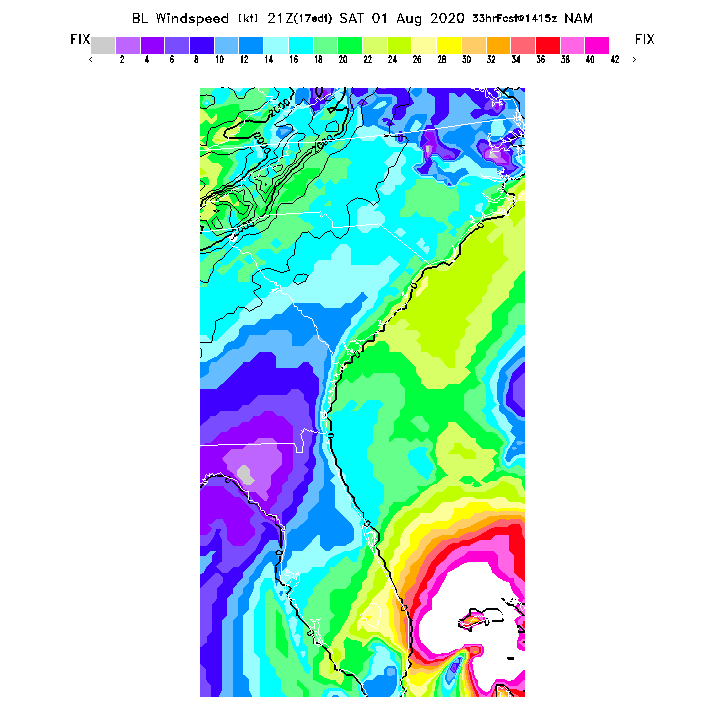 BL Windspeed [kt] 21Z(17edt) SAT 01 Aug 2020 33hrFcst@1415z NAM
FIX FIX
< 2 4 6 8 10 12 14 16 18 20 22 24 26 28 30 32 34 36 38 40 42 >
2000